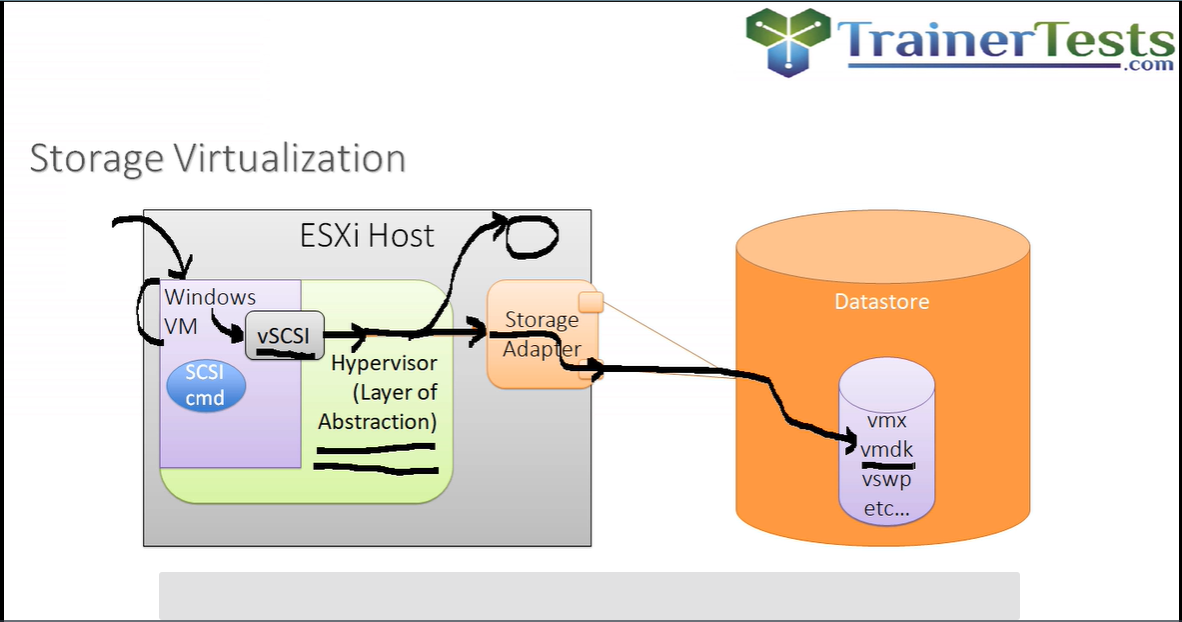 TrainerTests
.com
Storage Virtualization
ESXi Host
Windows
VM
vSCSI
SCSI
cmd
Hypervisor
(Layer of
Abstraction)
Storage
Adapter
Datastore
vmx
vmdk
vswp
etc...